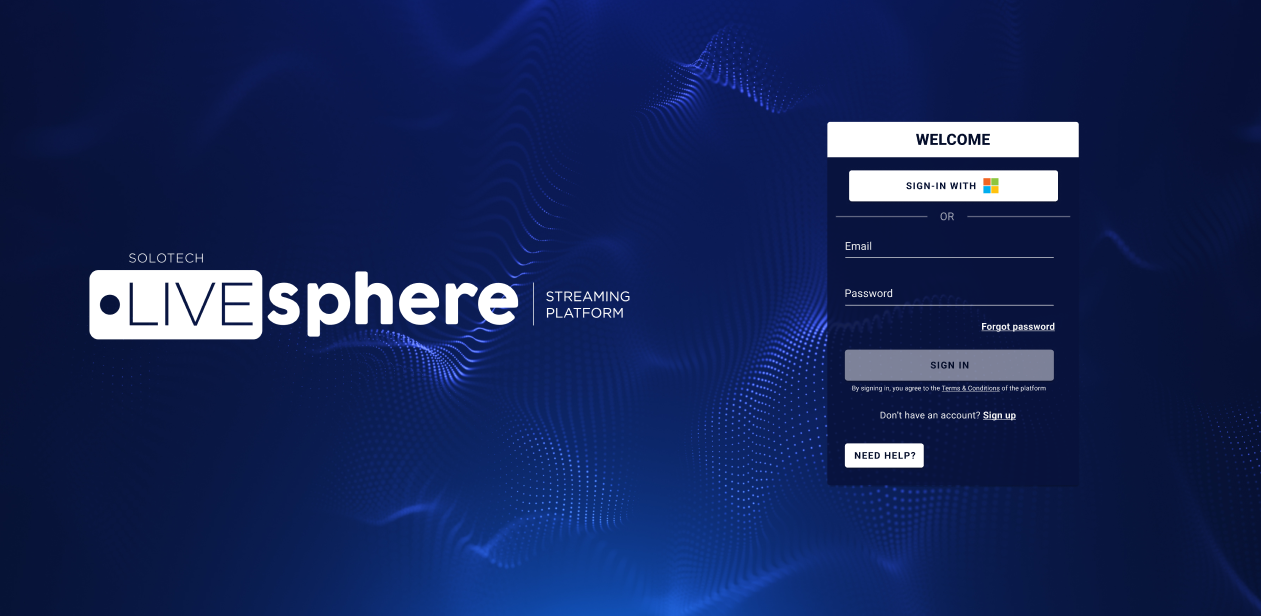 SOLOTECH
LIVEsphere
STREAMING
PLATFORM
WELCOME
SIGN-IN WITH
OR
Email
Password
Forgot password
SIGN IN
By signing in, you agree to the Terms & Conditions of the platform
Don't have an account? Sign up
NEED HELP?